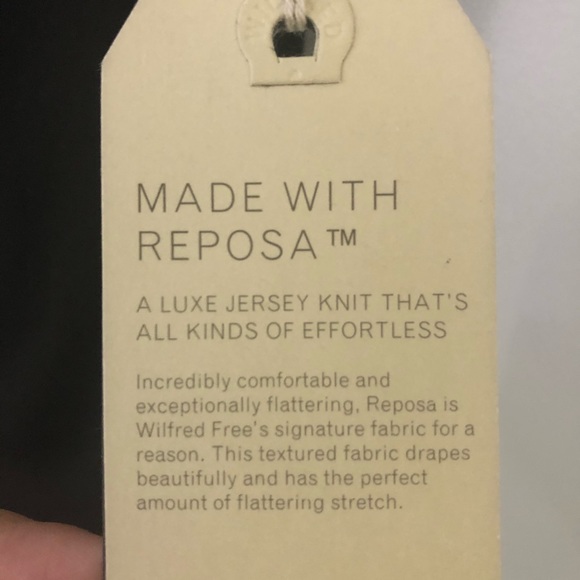 MADE WITH
REPOSA™
A LUXE JERSEY KNIT THAT'S
ALL KINDS OF EFFORTLESS
Incredibly comfortable and
exceptionally flattering, Reposa is
Wilfred Free's signature fabric for a
reason. This textured fabric drapes
beautifully and has the perfect
amount of flattering stretch.